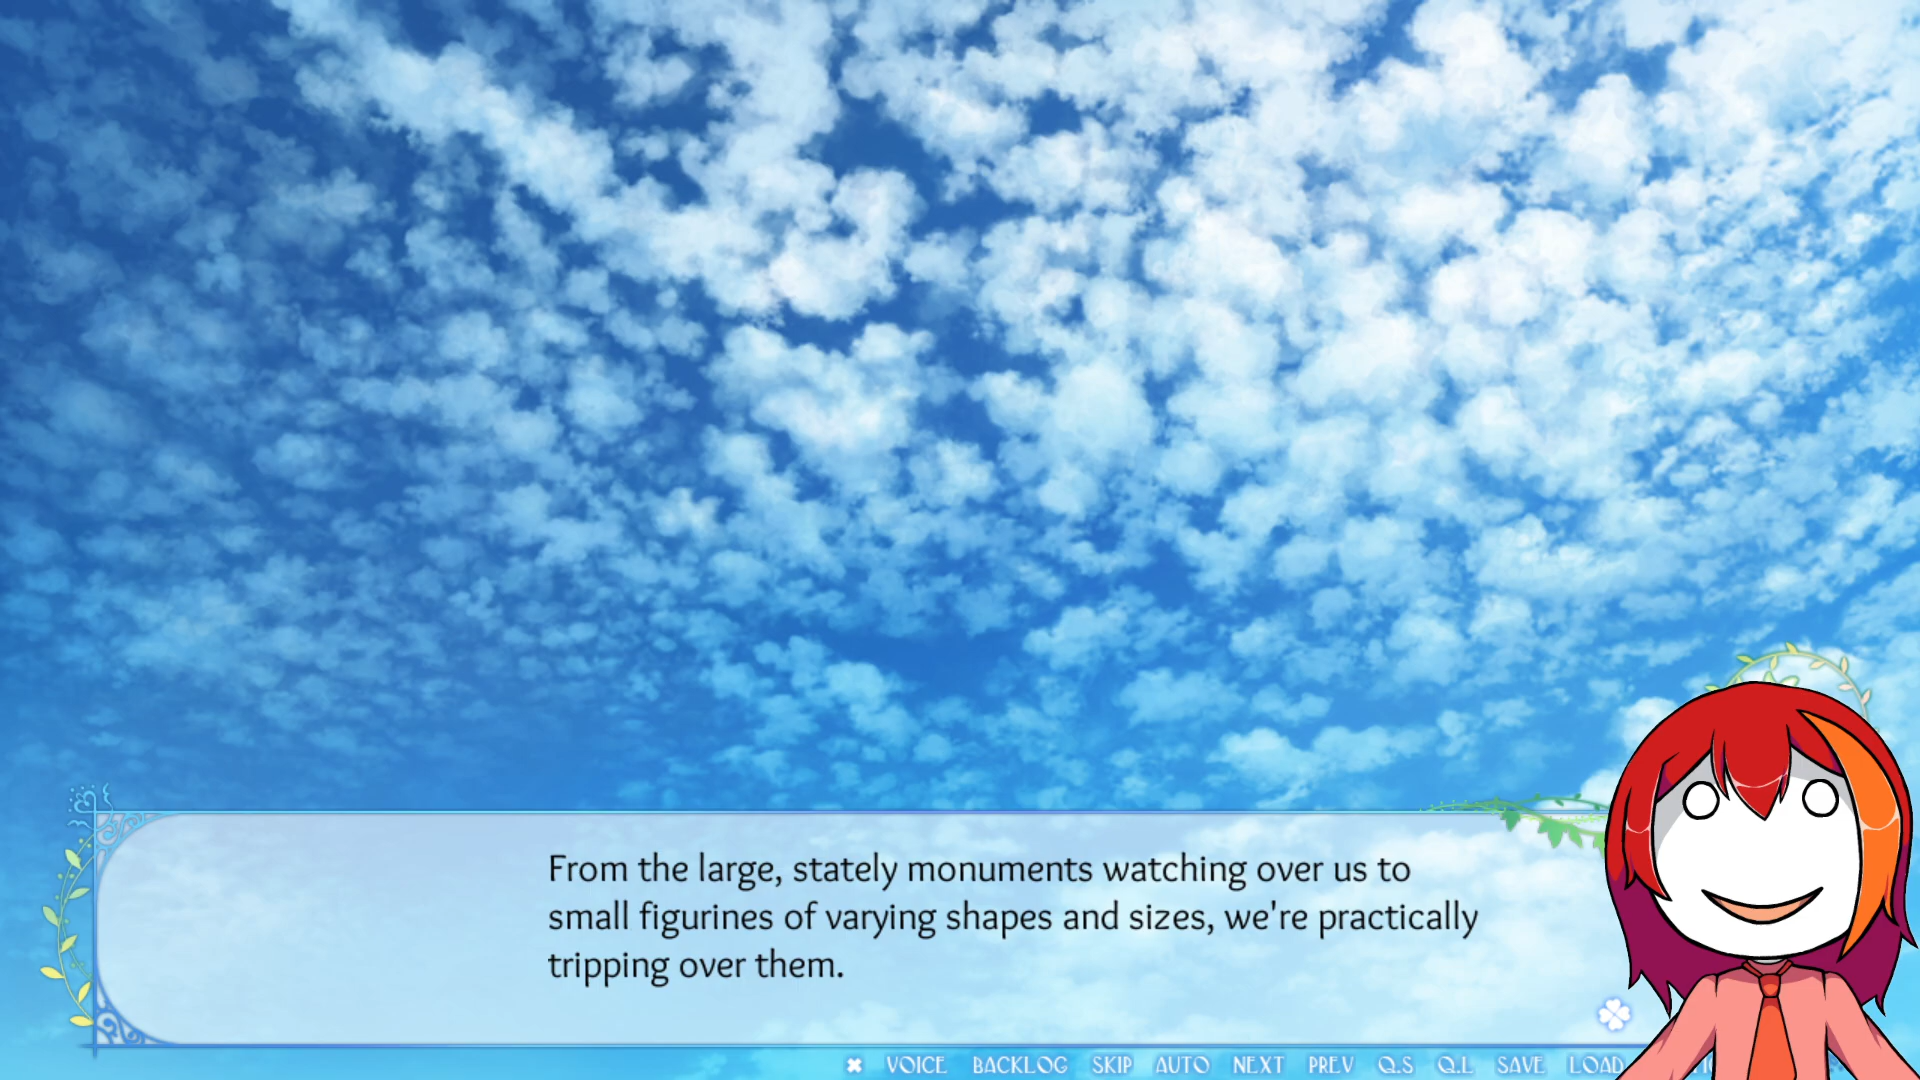 From the large, stately monuments watching over us to
small figurines of varying shapes and sizes, we're practically
tripping over them.
VOICE BACKLOG SKIP AUTO NEXT PREV Q.S Q.L SAVE LOAD